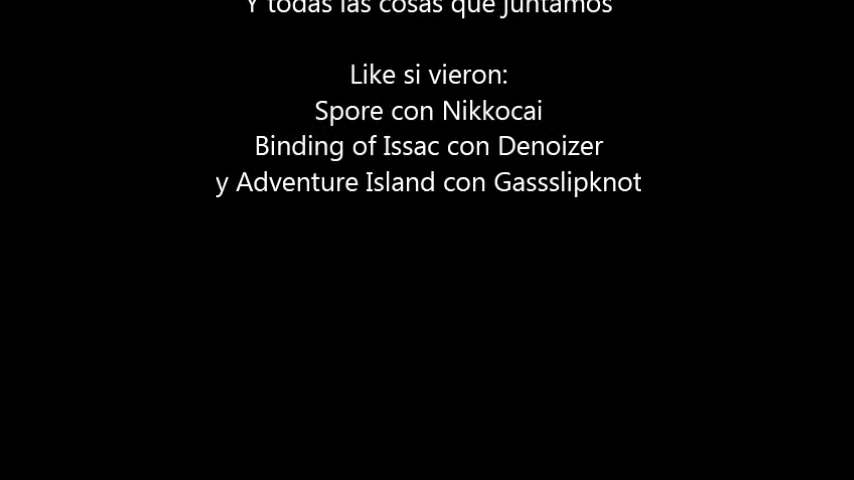 Y todas las cosas que juntamos
Like si vieron:
Spore con Nikkocai
Binding of Issac con Denoizer
y Adventure Island con Gassslipknot